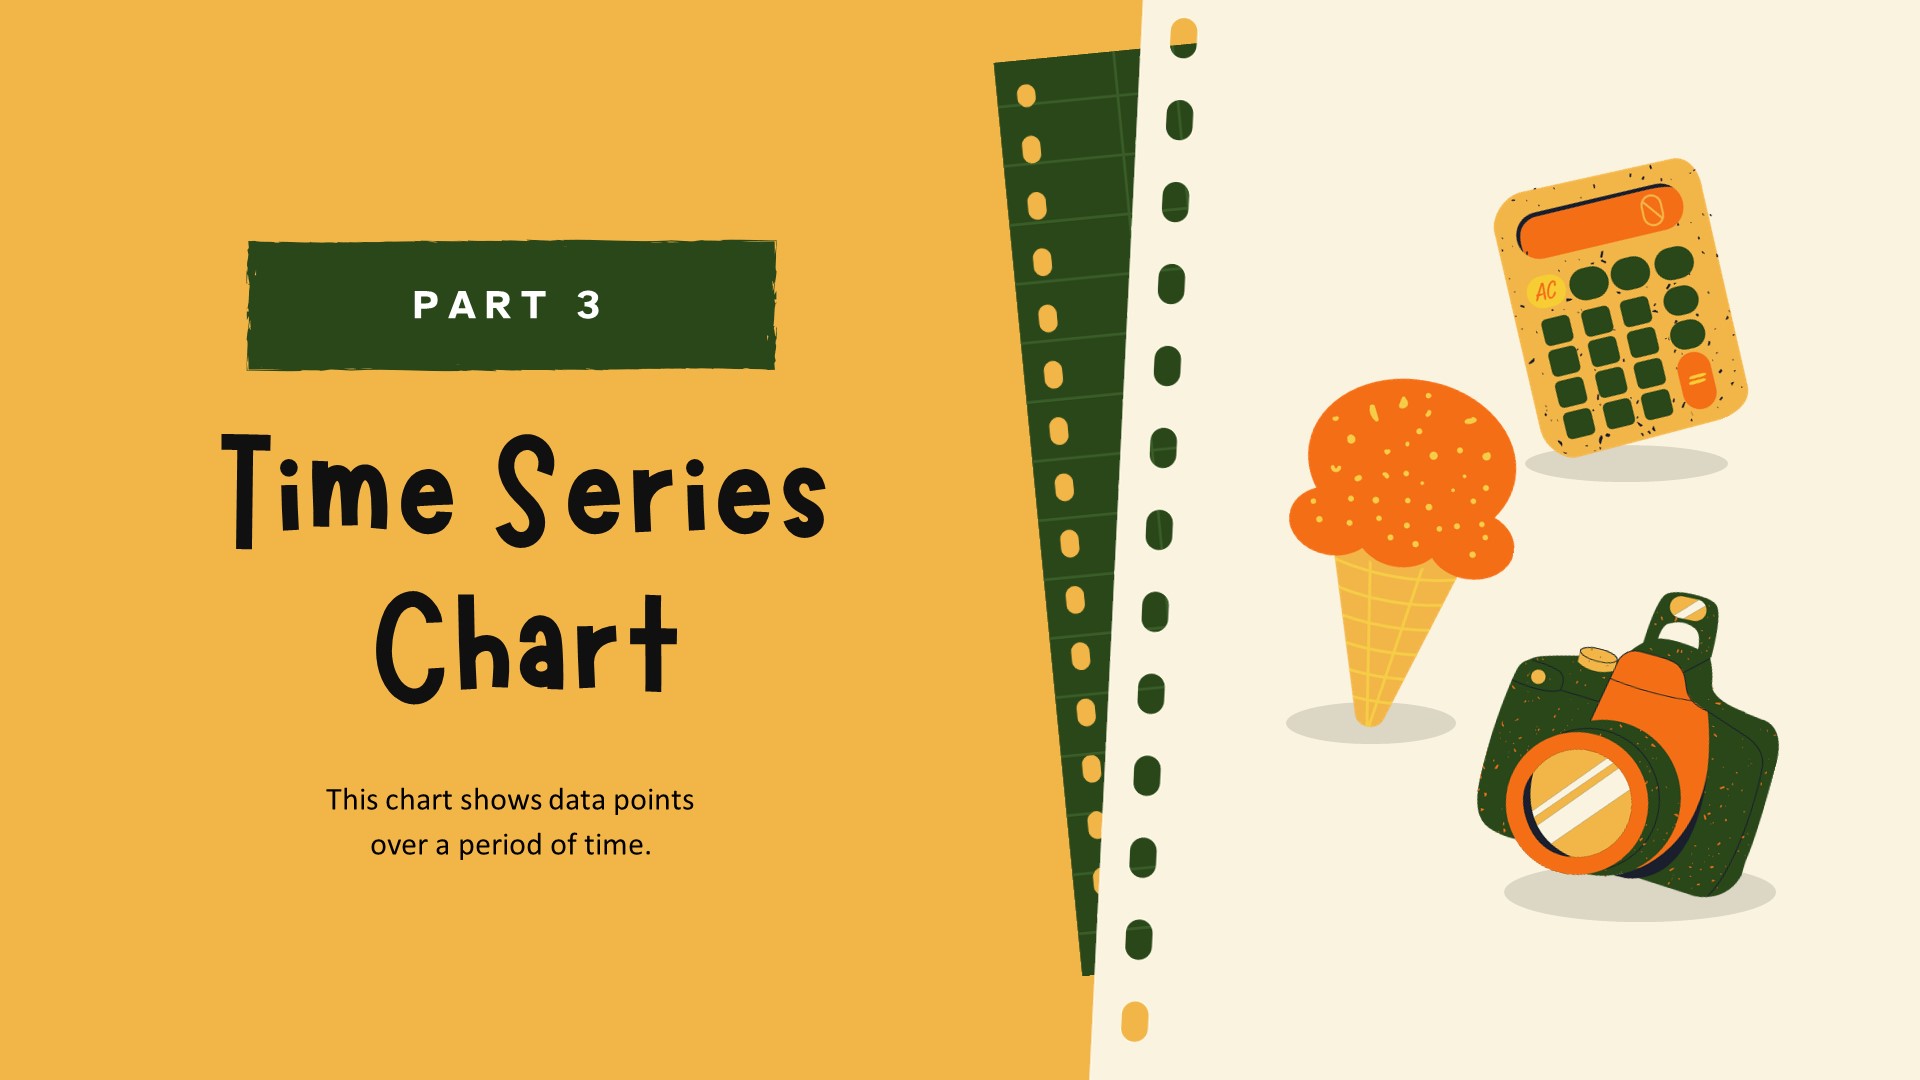 PART 3
Time Series
Chart
This chart shows data points
over a period of time.
0
AC
=